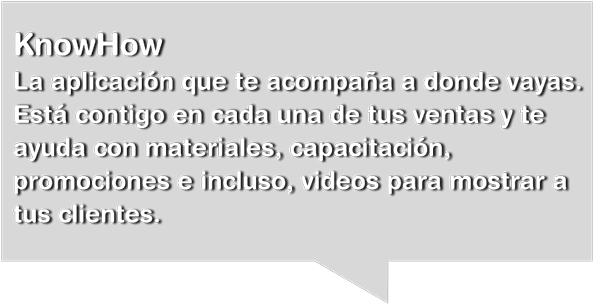 KnowHow
La aplicación que te acompaña a donde vayas.
Está contigo en cada una de tus ventas y te
ayuda con materiales, capacitación,
promociones e incluso, videos para mostrar a
tus clientes.